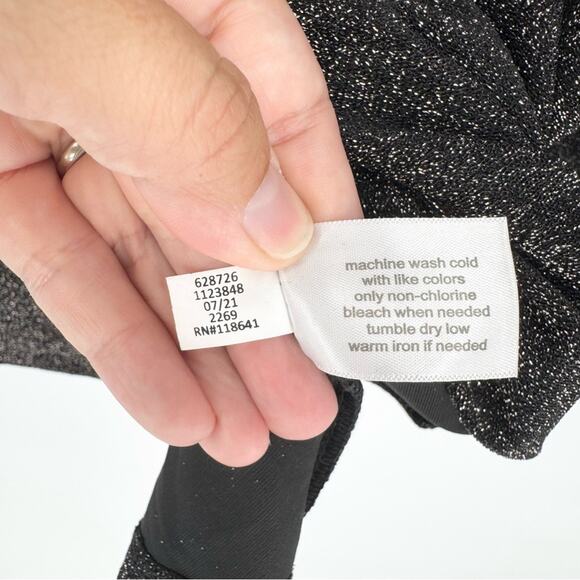 628726
1123848
07/21
2269
RN#118641
machine wash cold
with like colors
only non-chlorine
bleach when needed
tumble dry low
warm iron if needed